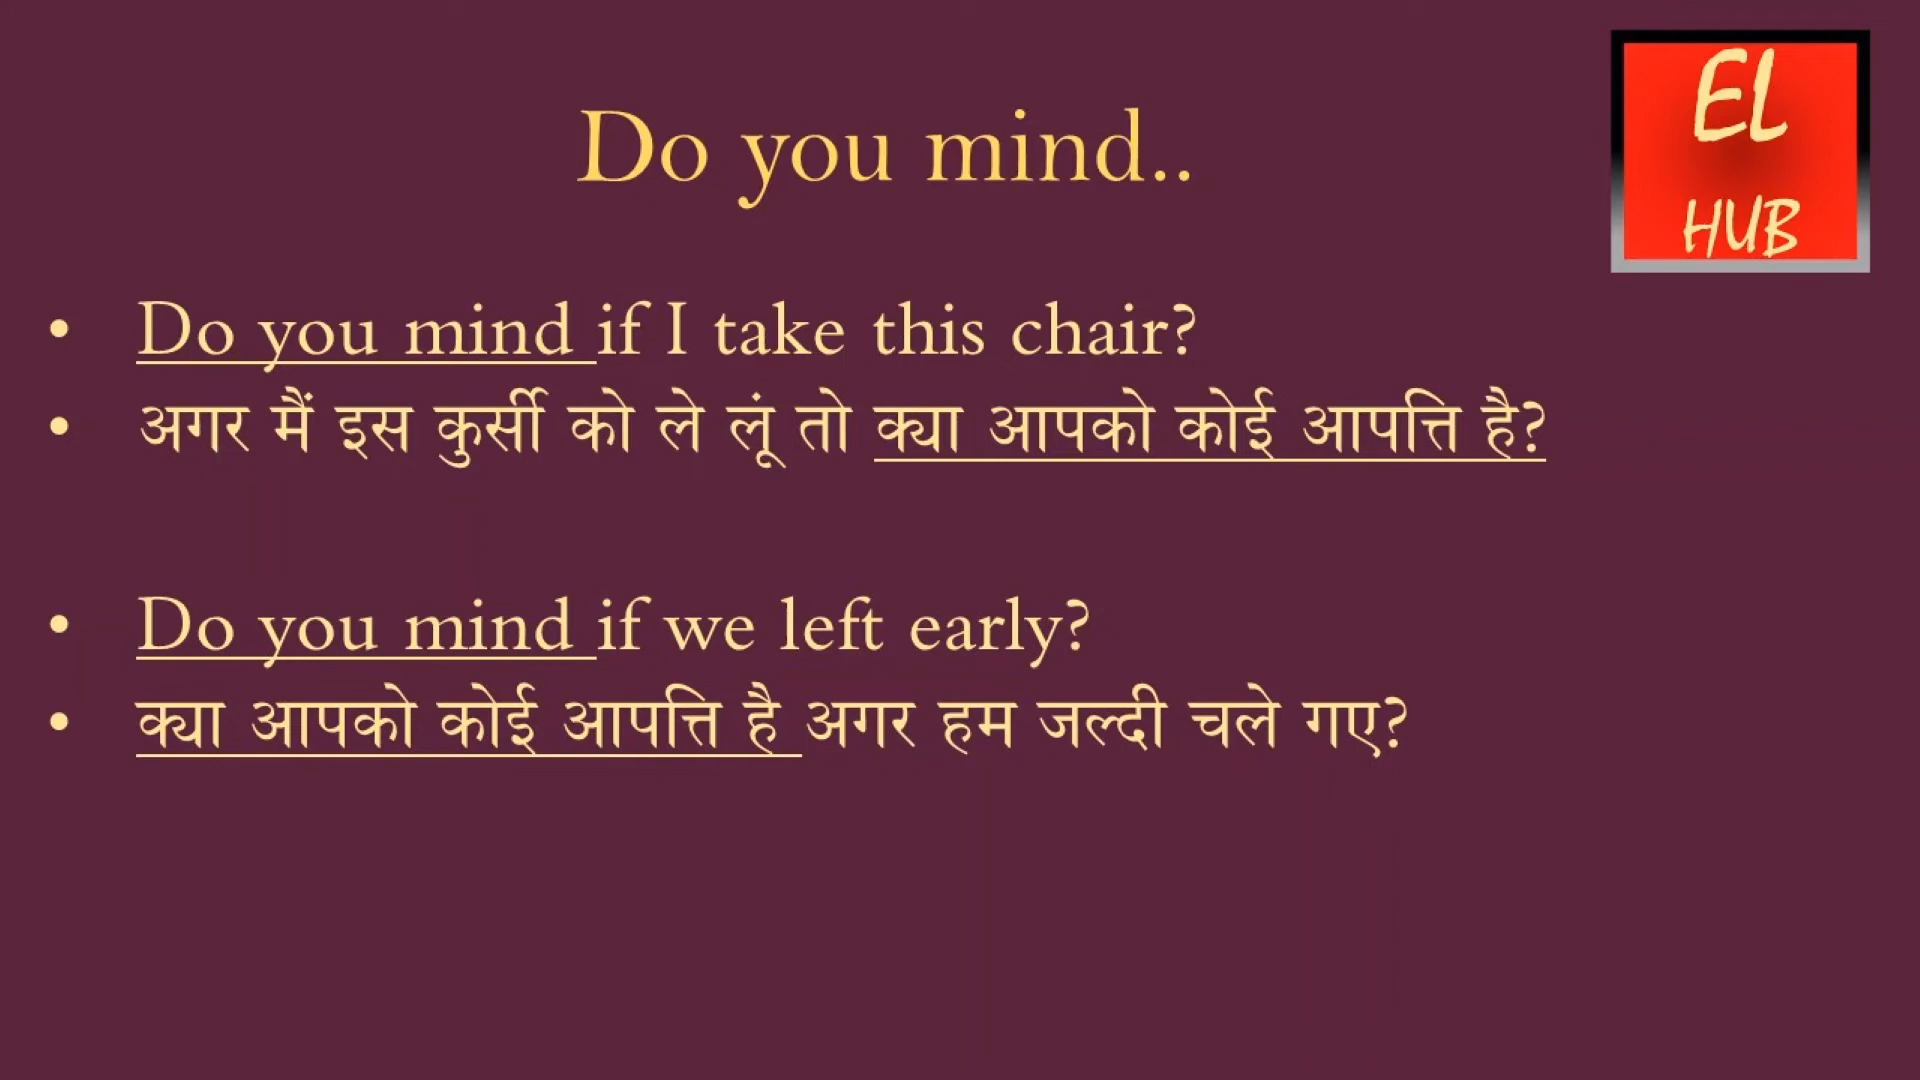 EL
HUB
Do you mind..
• Do you mind if I take this chair?
• अगर मैं इस कुर्सी को ले लूं तो क्या आपको कोई आपत्ति है?
• Do you mind if we left early?
• क्या आपको कोई आपत्ति है अगर हम जल्दी चले गए?